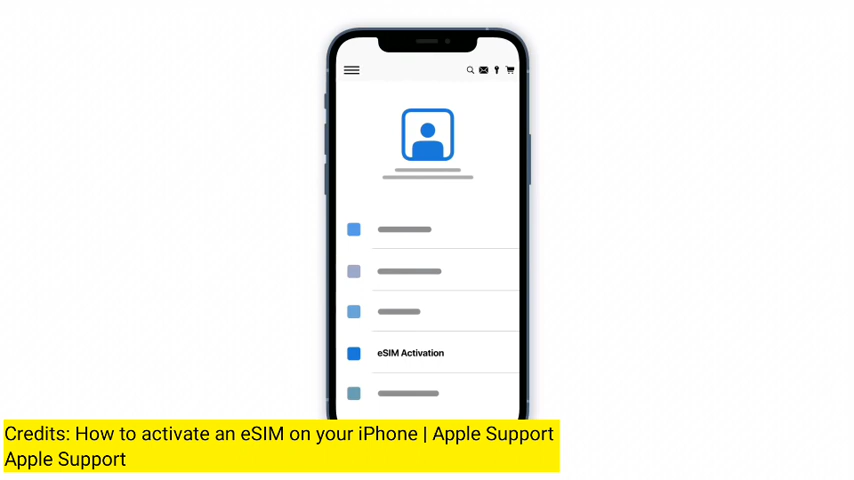 eSIM Activation
Credits: How to activate an eSIM on your iPhone | Apple Support
Apple Support